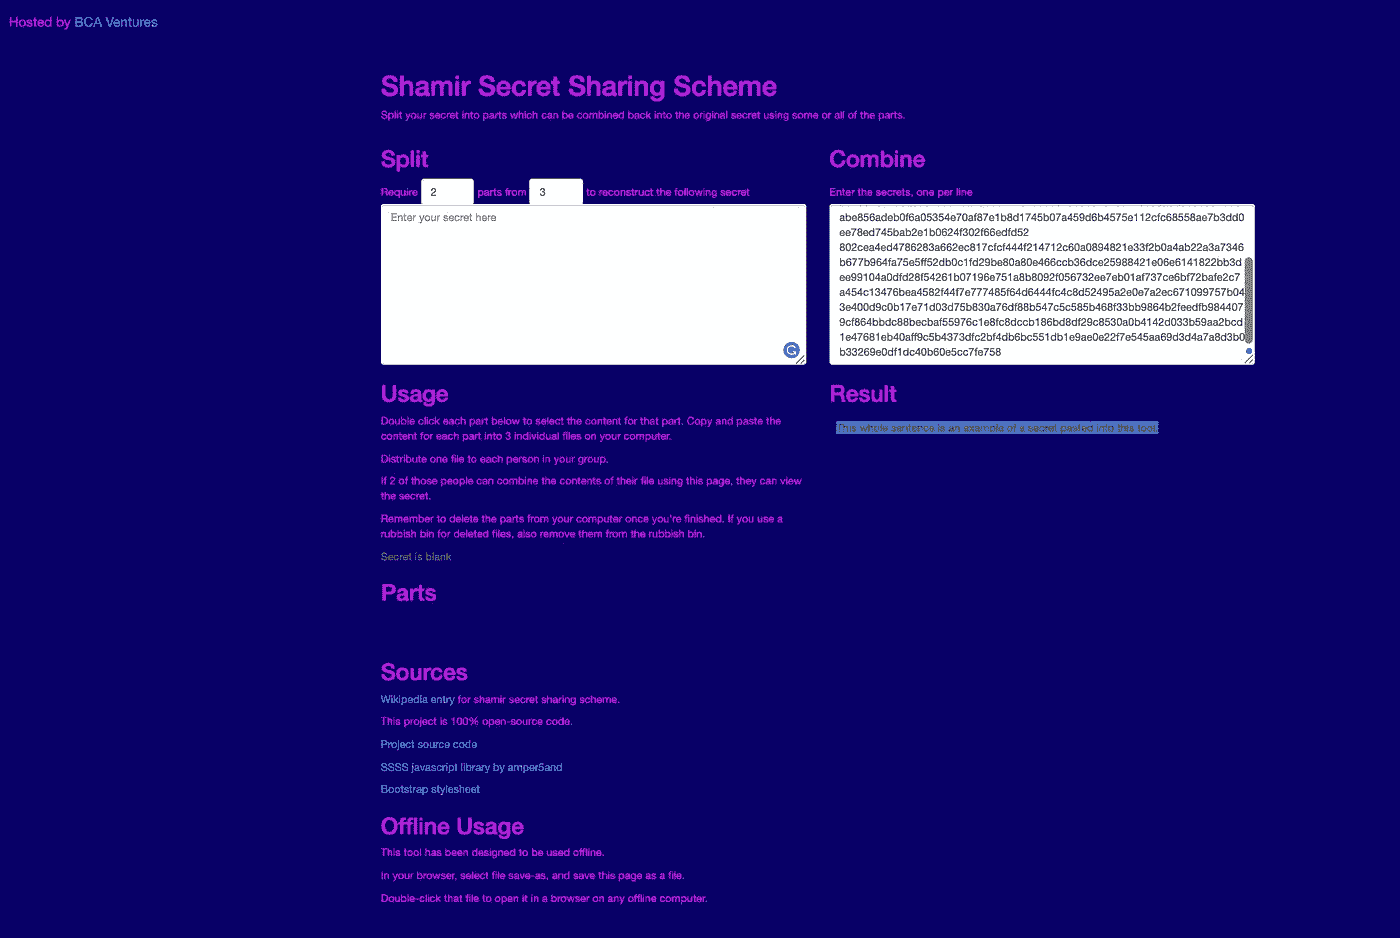 Hosted by BCA Ventures
Shamir Secret Sharing Scheme
Split your secret into parts which can be combined back into the original secret using some or all of the parts.
Split
Require 2 parts from 3 to reconstruct the following secret
Enter your secret here
Usage
Double click each part below to select the content for that part. Copy and paste the
content for each part into 3 individual files on your computer.
Distribute one file to each person in your group.
If 2 of those people can combine the contents of their file using this page, they can view
the secret.
Remember to delete the parts from your computer once you're finished. If you use a
rubbish bin for deleted files, also remove them from the rubbish bin.
Secret is blank
Parts
Sources
Wikipedia entry for shamir secret sharing scheme.
This project is 100% open-source code.
Project source code
SSSS javascript library by amper5and
Bootstrap stylesheet
Offline Usage
This tool has been designed to be used offline.
In your browser, select file save-as, and save this page as a file.
Double-click that file to open it in a browser on any offline computer.
Combine
Enter the secrets, one per line
abe856adeb0f6a05354e70af87e1b8d1745b07a459d6b4575e112cfc68558ae7b3dd0
ee78ed745bab2e1b0624f302f66edfd52
802cea4ed4786283a662ec817cfcf444f214712c60a0894821e33f2b0a4ab22a3a7346
b677b964fa75e5ff52db0c1fd29be80a80e466ccb36dce25988421e06e6141822bb3d
ee99104a0dfd28f54261b07196e751a8b8092f056732ee7eb01af737ce6bf72bafe2c7
a454c13476bea4582f44f7e777485f64d6444fc4c8d52495a2e0e7a2ec671099757b04
3e400d9c0b17e71d03d75b830a76df88b547c5c585b468f33bb9864b2feedfb984407
9cf864bbdc88becbaf55976c1e8fc8dccb186bd8df29c8530a0b4142d033b59aa2bcd
1e47681eb40aff9c5b4373dfc2bf4db6bc551db1e9ae0e22f7e545aa69d3d4a7a8d3b0
b33269e0df1dc40b60e5cc7fe758
Result
This whole sentence is an example of a secret pasted into this tool.